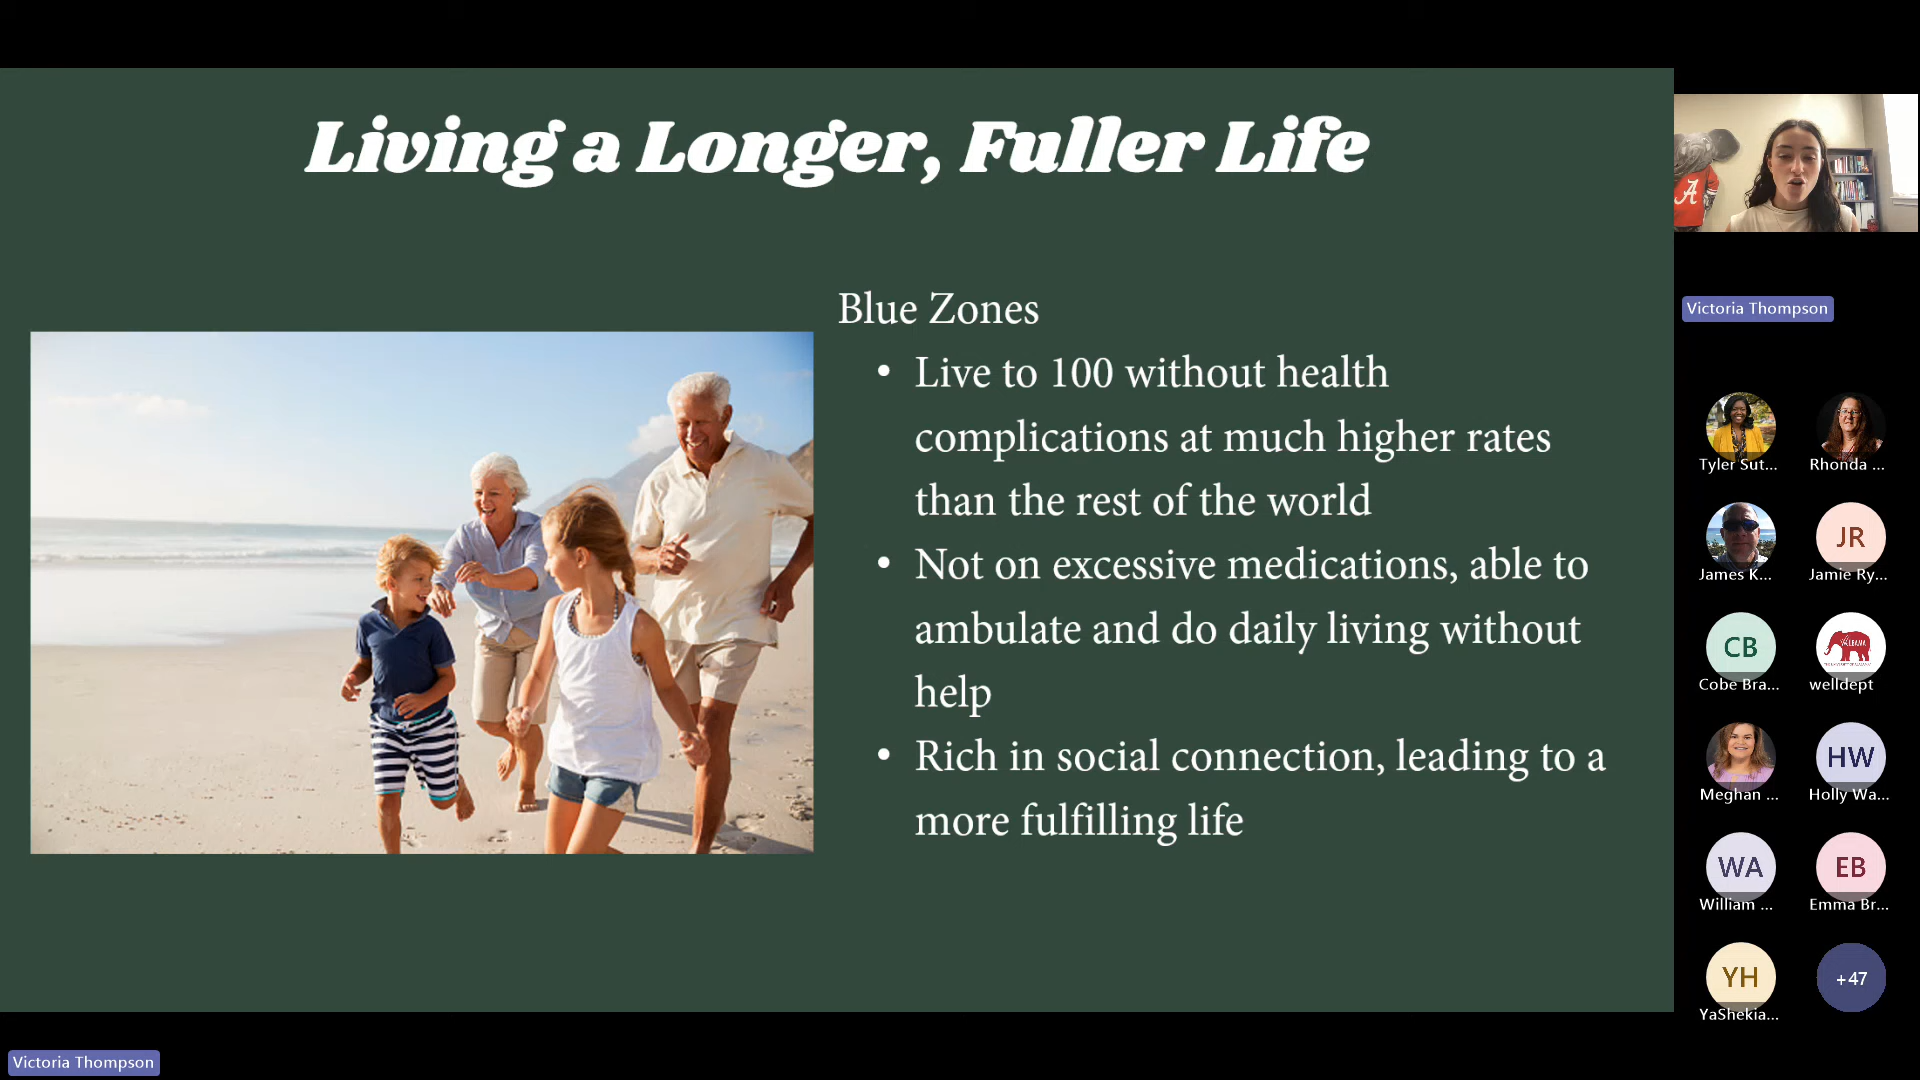 Living a Longer, Fuller Life
Blue Zones
• Live to 100 without health
complications at much higher rates
than the rest of the world
• Not on excessive medications, able to
ambulate and do daily living without
help
• Rich in social connection, leading to a
more fulfilling life
A
Victoria Thompson
Tyler Sut...
Rhonda ...
James K...
JR
Jamie Ry...
CB
Cobe Bra...
welldept
Meghan ...
HW
Holly Wa...
WA
William ...
EB
Emma Br...
YH
YaShekia...
+47
Victoria Thompson